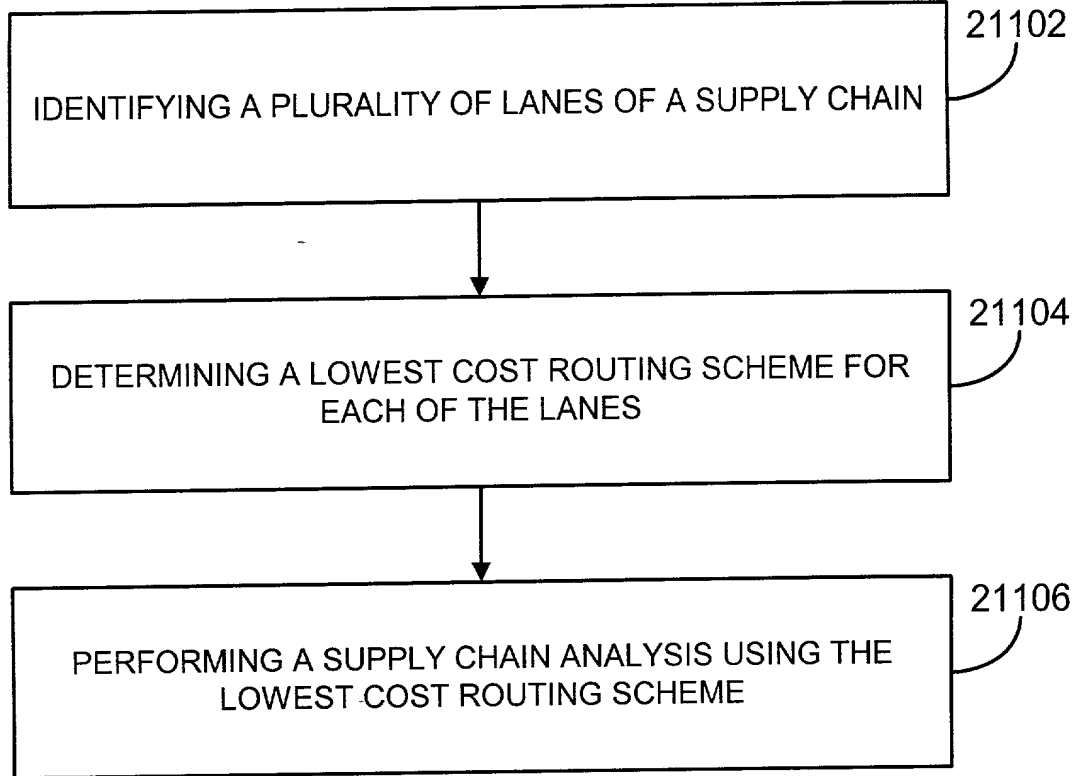 21102
IDENTIFYING A PLURALITY OF LANES OF A SUPPLY CHAIN
21104
DETERMINING A LOWEST COST ROUTING SCHEME FOR
EACH OF THE LANES
21106
PERFORMING A SUPPLY CHAIN ANALYSIS USING THE
LOWEST COST ROUTING SCHEME